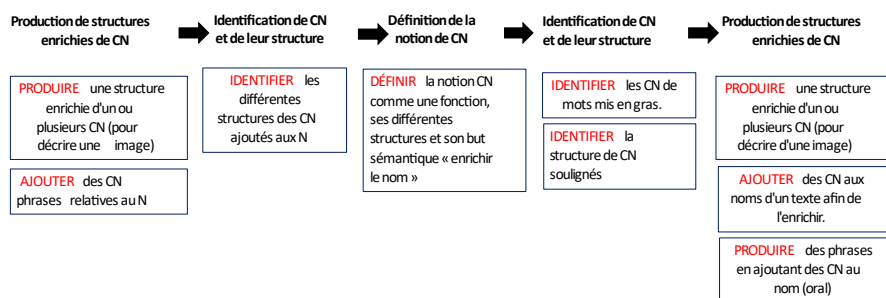 Production de structures
enrichies de CN
Identification de CN
et de leur structure
Définition de la
notion de CN
Identification de CN
et de leur structure
Production de structures
enrichies de CN
PRODUIRE une structure
enrichie d'un ou
plusieurs CN (pour
décrire une image)
AJOUTER des CN
phrases relatives au N
IDENTIFIER les
différentes
structures des CN
ajoutés aux N
DÉFINIR la notion CN
comme une fonction,
ses différentes
structures et son but
sémantique « enrichir
le nom »
IDENTIFIER les CN de
mots mis en gras.
IDENTIFIER la
structure de CN
soulignés
PRODUIRE une structure
enrichie d'un ou
plusieurs CN (pour
décrire d'une image)
AJOUTER des CN aux
noms d'un texte afin de
l'enrichir.
PRODUIRE des phrases
en ajoutant des CN au
nom (oral)